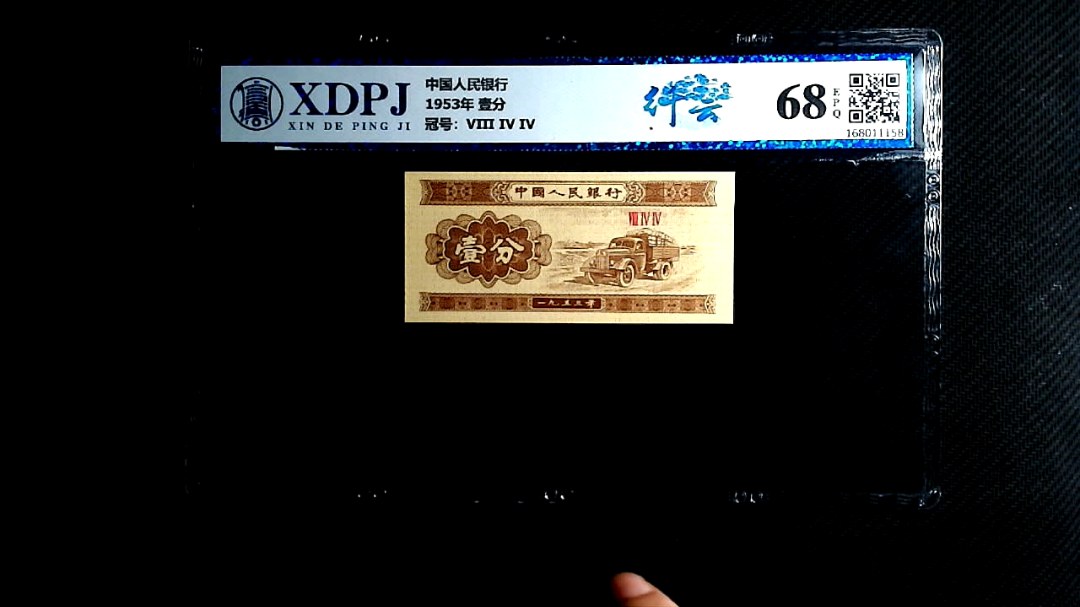 XDPJ
XIN DE PING JI
中国人民银行
1953年 壹分
冠号：VIII IV IV
68
EPQ
168011158
中國人民銀行
VIII IV IV
壹分
一九五三年